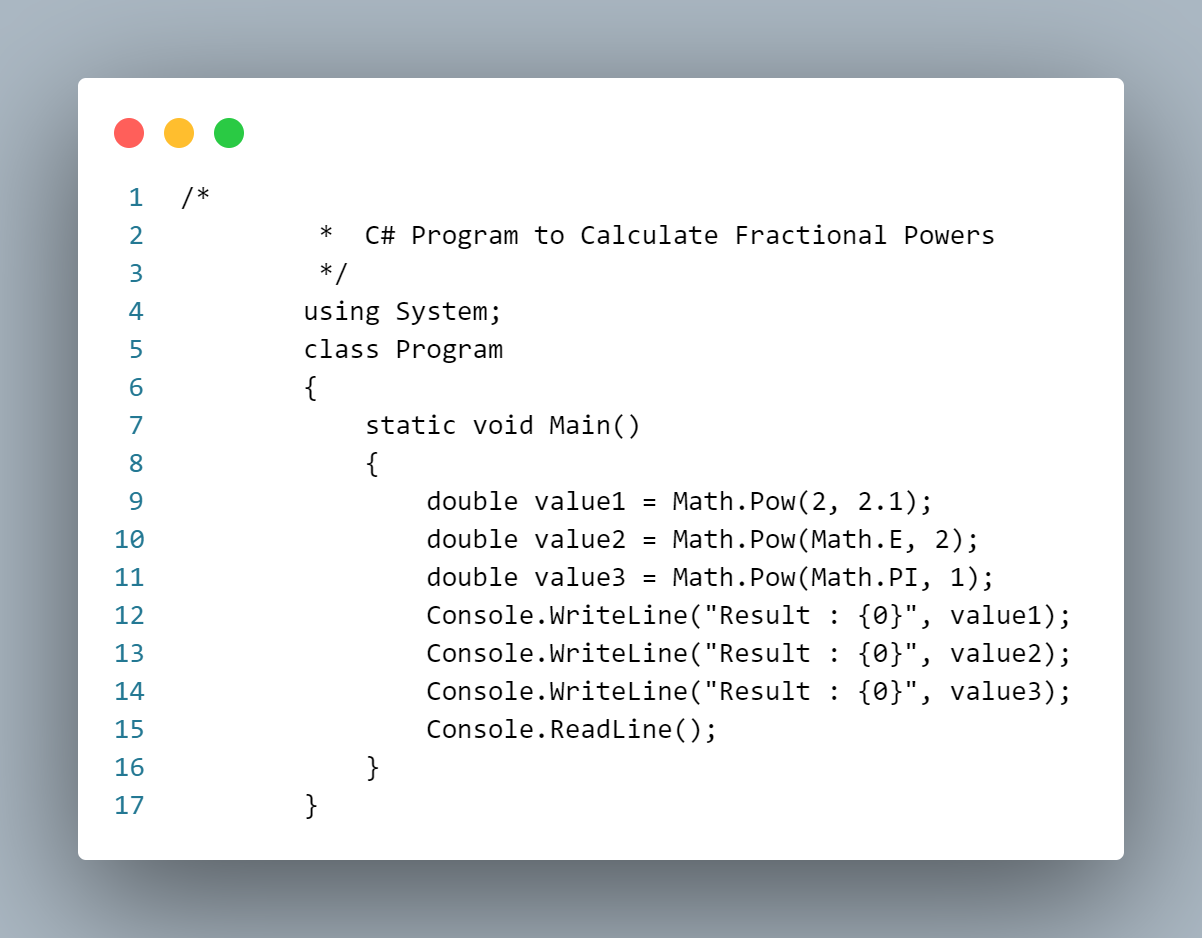 1 /*
2          *  C# Program to Calculate Fractional Powers
3          */
4         using System;
5         class Program
6         {
7             static void Main()
8             {
9                 double value1 = Math.Pow(2, 2.1);
10                 double value2 = Math.Pow(Math.E, 2);
11                 double value3 = Math.Pow(Math.PI, 1);
12                 Console.WriteLine("Result : {0}", value1);
13                 Console.WriteLine("Result : {0}", value2);
14                 Console.WriteLine("Result : {0}", value3);
15                 Console.ReadLine();
16             }
17         }